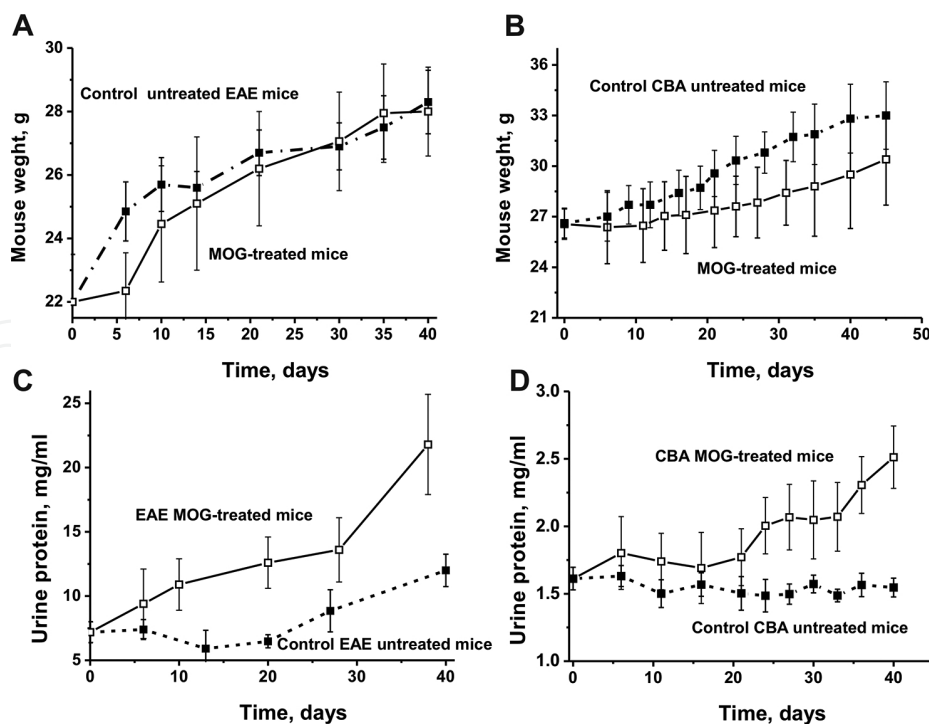 A
30
28
26
24
22
Mouse weght, g
Control untreated EAE mice
MOG-treated mice
0 5 10 15 20 25 30 35 40
Time, days
B
36
33
30
27
24
21
Mouse weght, g
Control CBA untreated mice
MOG-treated mice
0 10 20 30 40 50
Time, days
C
25
20
15
10
5
Urine protein, mg/ml
EAE MOG-treated mice
Control EAE untreated mice
0 10 20 30 40
Time, days
D
3.0
2.5
2.0
1.5
1.0
Urine protein, mg/ml
CBA MOG-treated mice
Control CBA untreated mice
0 10 20 30 40
Time, days